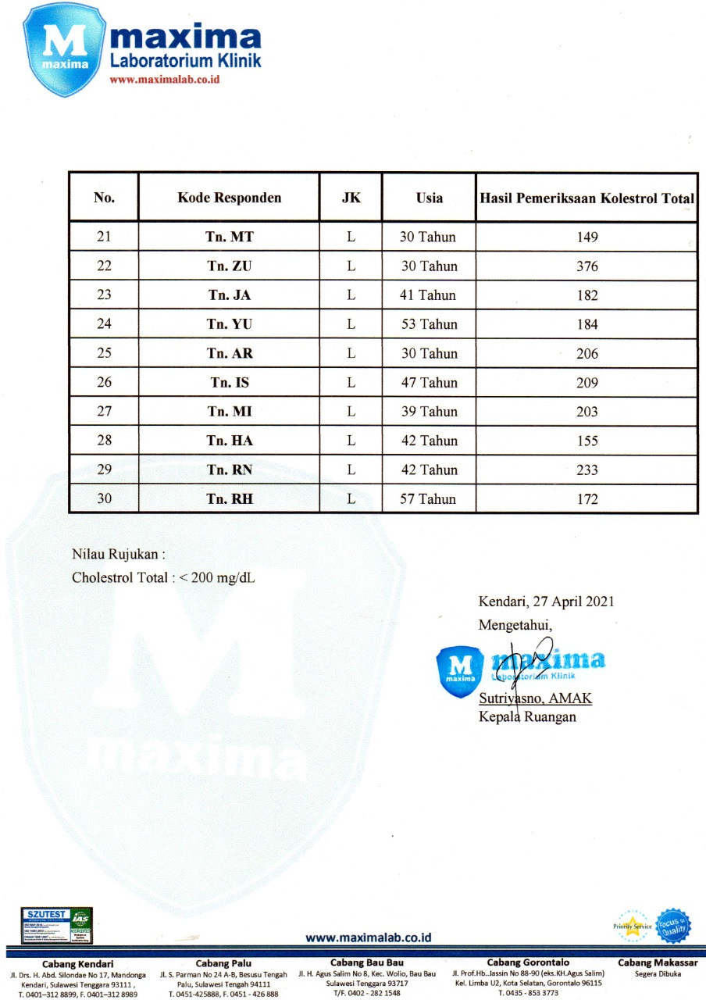 M
maxima
maxima
Laboratorium Klinik
www.maximalab.co.id
No. Kode Responden JK Usia Hasil Pemeriksaan Kolestrol Total
21 Tn. MT L 30 Tahun 149
22 Tn. ZU L 30 Tahun 376
23 Tn. JA L 41 Tahun 182
24 Tn. YU L 53 Tahun 184
25 Tn. AR L 30 Tahun 206
26 Tn. IS L 47 Tahun 209
27 Tn. MI L 39 Tahun 203
28 Tn. HA L 42 Tahun 155
29 Tn. RN L 42 Tahun 233
30 Tn. RH L 57 Tahun 172
Nilau Rujukan :
Cholestrol Total : < 200 mg/dL
Kendari, 27 April 2021
Mengetahui,
M
maxima
maxima
Laboratorium Klinik
Sutriyasno, AMAK
Kepala Ruangan
M
maxima
SZUTEST
IAS
ACCREDITED
Priority Service
Focus on
Quality
www.maximalab.co.id
Cabang Kendari
Jl. Drs. H. Abd. Silondae No 17, Mandonga
Kendari, Sulawesi Tenggara 93111 ,
T. 0401–312 8899, F. 0401–312 8989
Cabang Palu
Jl. S. Parman No 24 A-B, Besusu Tengah
Palu, Sulawesi Tengah 94111
T. 0451-425888, F. 0451 - 426 888
Cabang Bau Bau
Jl. H. Agus Salim No 8, Kec. Wolio, Bau Bau
Sulawesi Tenggara 93717
T/F. 0402 - 282 1548
Cabang Gorontalo
Jl. Prof.Hb..Jassin No 88-90 (eks.KH.Agus Salim)
Kel. Limba U2, Kota Selatan, Gorontalo 96115
T. 0435 - 853 3773
Cabang Makassar
Segera Dibuka